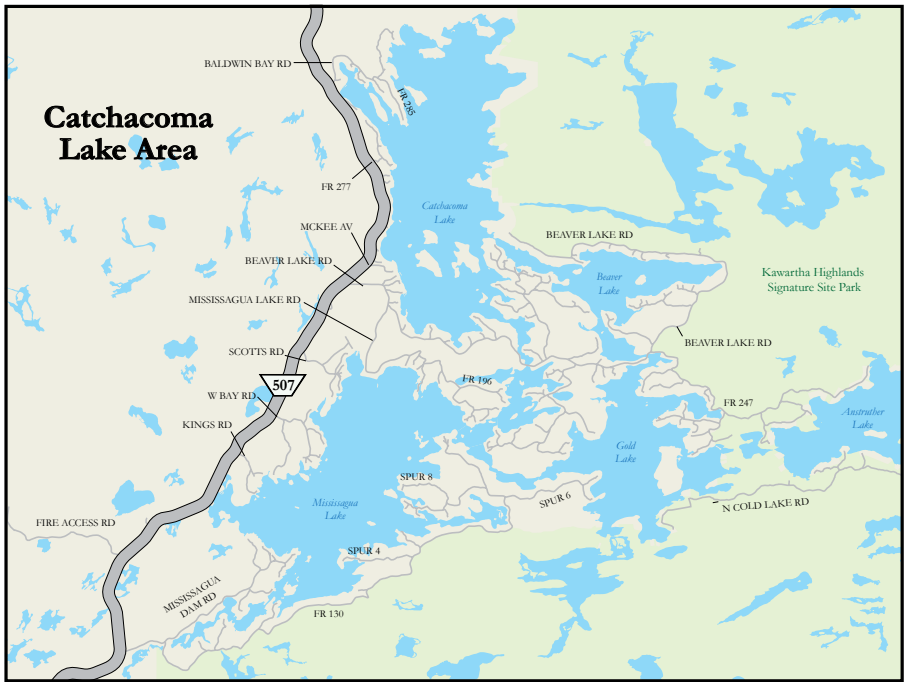 BALDWIN BAY RD
FR 285
Catchacoma
Lake Area
FR 277
Catchacoma
Lake
MCKEE AV
BEAVER LAKE RD
BEAVER LAKE RD
Beaver
Lake
Kawartha Highlands
Signature Site Park
MISSISSAGUA LAKE RD
BEAVER LAKE RD
SCOTTS RD
507
FR 196
W BAY RD
FR 247
Anstruther
Lake
KINGS RD
Gold
Lake
SPUR 8
SPUR 6
Mississagua
Lake
N COLD LAKE RD
FIRE ACCESS RD
SPUR 4
MISSISSAGUA
DAM RD
FR 130